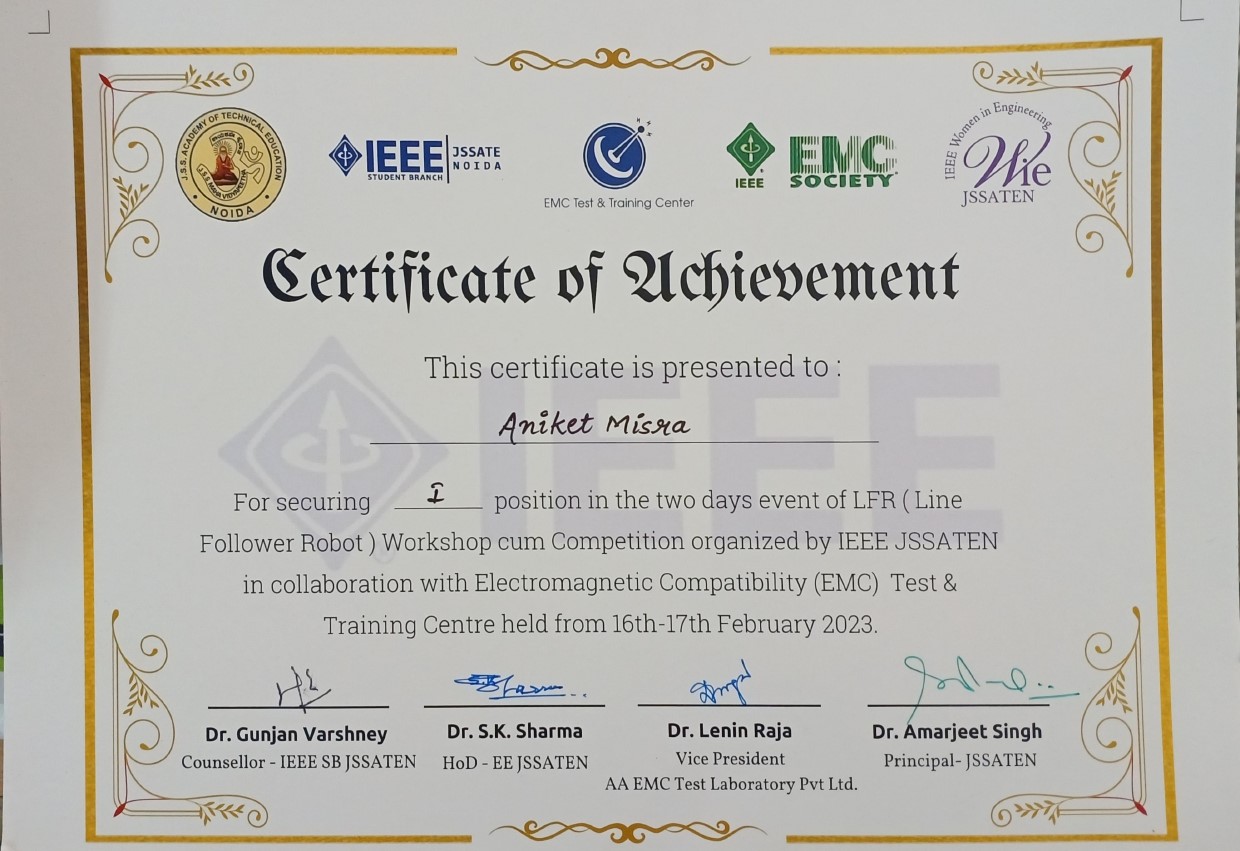 J.S.S. ACADEMY OF TECHNICAL EDUCATION
J.S.S. MAHA VIDYAPEETHA
NOIDA
IEEE JSSATE
STUDENT BRANCH NOIDA
EMC Test & Training Center
IEEE
EMC
SOCIETY
IEEE Women in Engineering
Wie
JSSATEN
Certificate of Achievement
This certificate is presented to :
Aniket Misra
For securing I position in the two days event of LFR ( Line
Follower Robot ) Workshop cum Competition organized by IEEE JSSATEN
in collaboration with Electromagnetic Compatibility (EMC) Test &
Training Centre held from 16th-17th February 2023.
IEEE
Dr. Gunjan Varshney
Counsellor - IEEE SB JSSATEN
Dr. S.K. Sharma
HoD - EE JSSATEN
Dr. Lenin Raja
Vice President
AA EMC Test Laboratory Pvt Ltd.
Dr. Amarjeet Singh
Principal- JSSATEN